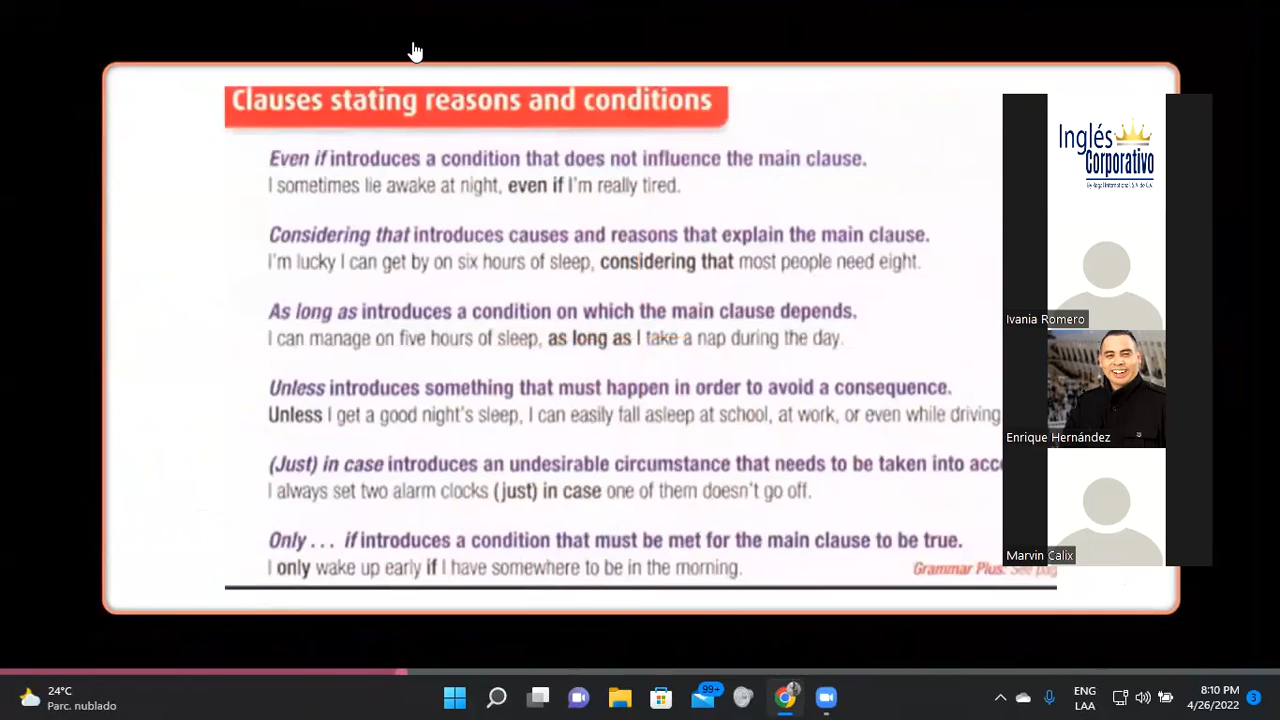 Clauses stating reasons and conditions
Even if introduces a condition that does not influence the main clause.
I sometimes lie awake at night, even if I'm really tired.
Considering that introduces causes and reasons that explain the main clause.
I'm lucky I can get by on six hours of sleep, considering that most people need eight.
As long as introduces a condition on which the main clause depends.
I can manage on five hours of sleep, as long as I take a nap during the day.
Unless introduces something that must happen in order to avoid a consequence.
Unless I get a good night's sleep, I can easily fall asleep at school, at work, or even while driving
(Just) in case introduces an undesirable circumstance that needs to be taken into
I always set two alarm clocks (just) in case one of them doesn't go off.
Only . . . if introduces a condition that must be met for the main clause to be true.
I only wake up early if I have somewhere to be in the morning.
Grammar Plus. See
Inglés
Corporativo
By Regal International, S.A. de C.V.
Ivania Romero
Enrique Hernández
Marvin Calix
24°C
Parc. nublado
99+
ENG
LAA
8:10 PM
4/26/2022
3